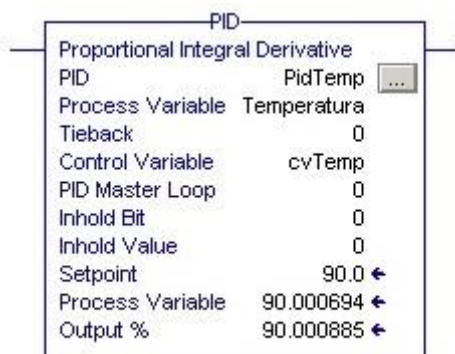 PID
Proportional Integral Derivative
PID PidTemp ...
Process Variable Temperatura
Tieback 0
Control Variable cvTemp
PID Master Loop 0
Inhold Bit 0
Inhold Value 0
Setpoint 90.0 ←
Process Variable 90.000694 ←
Output % 90.000885 ←